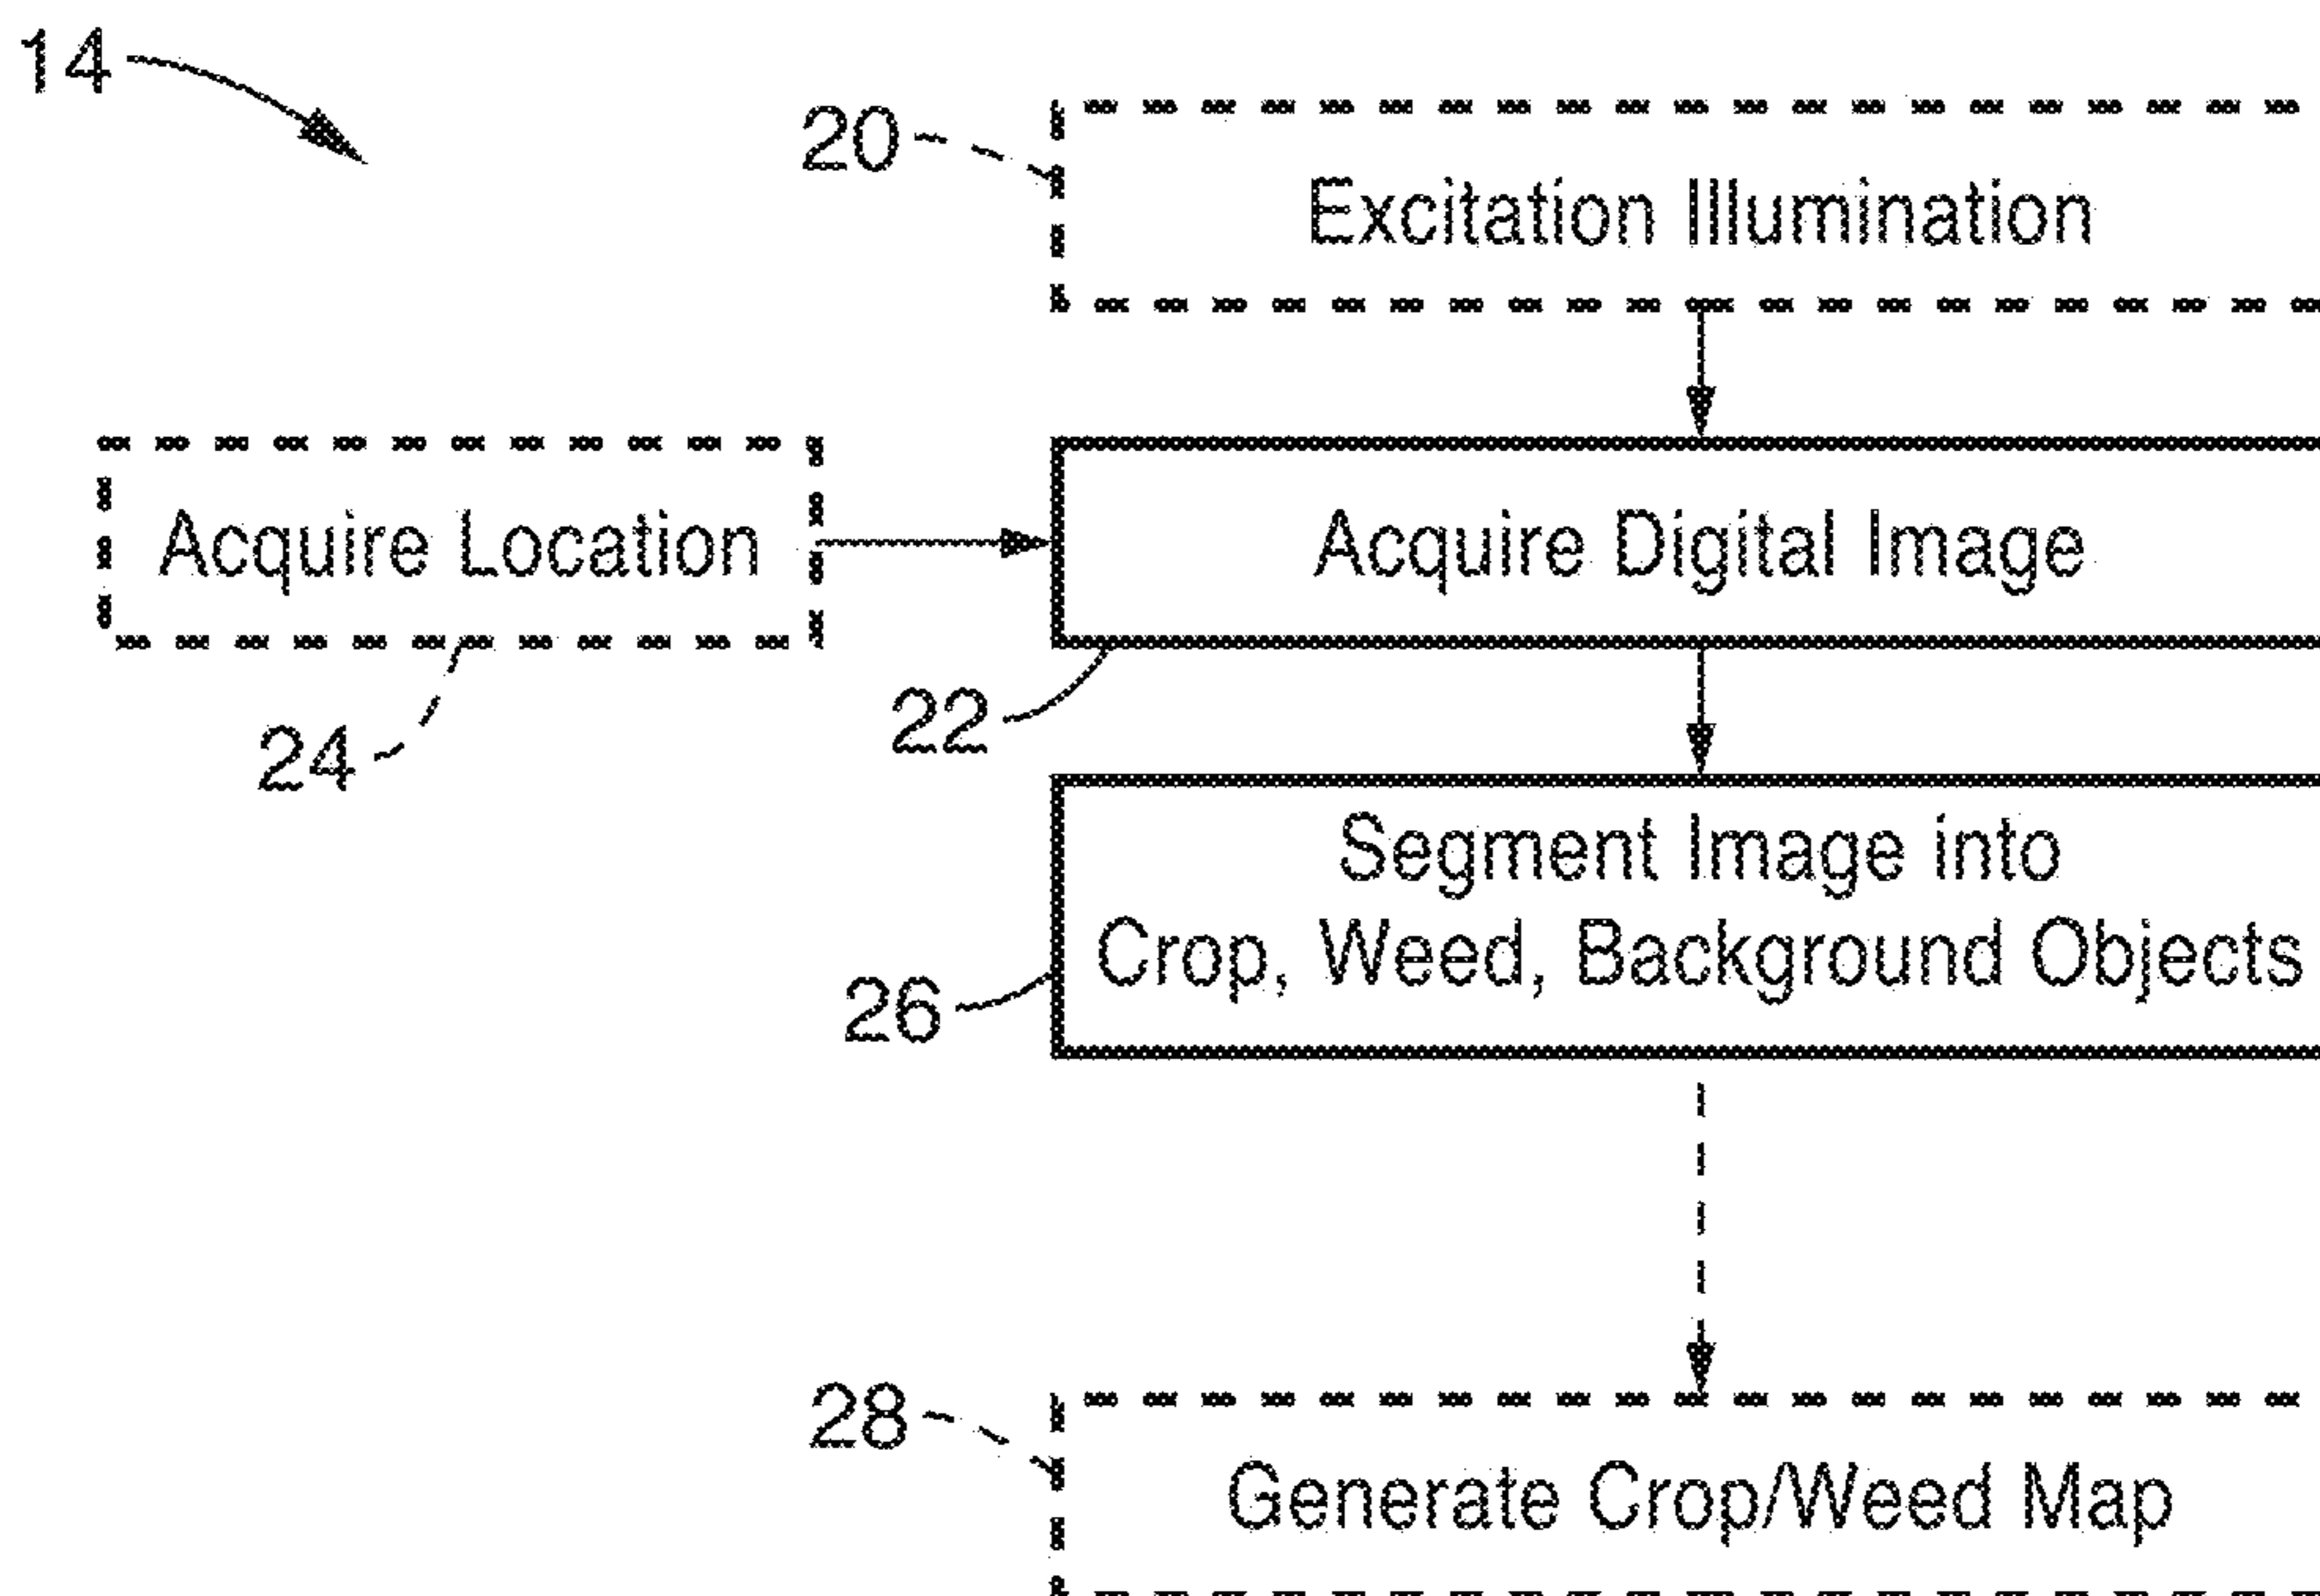 14
20
Excitation Illumination
Acquire Location
Acquire Digital Image
24
22
Segment Image into
Crop, Weed, Background Objects
26
28
Generate Crop/Weed Map